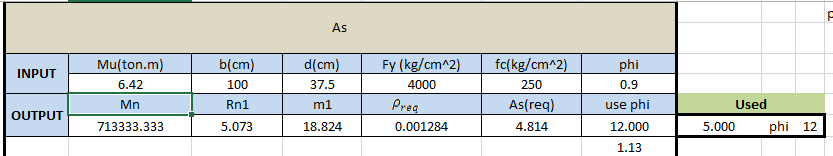 As
INPUT Mu(ton.m) b(cm) d(cm) Fy (kg/cm^2) fc(kg/cm^2) phi
6.42 100 37.5 4000 250 0.9
OUTPUT Mn Rn1 m1 ρreq As(req) use phi Used
713333.333 5.073 18.824 0.001284 4.814 12.000 5.000 phi 12
1.13